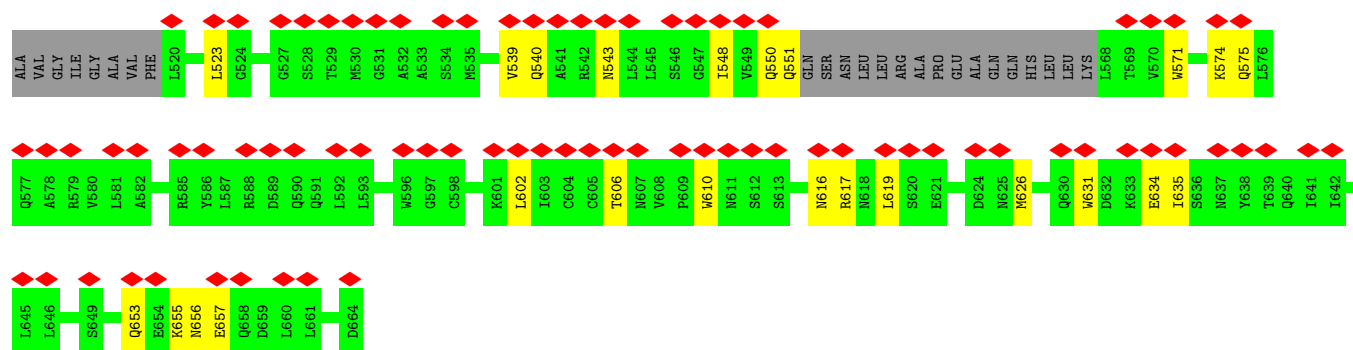 ALA VAL GLY ILE GLY ALA VAL PHE L520 L523 G524 G527 S528 T529 M530 G531 A532 A533 S534 M535 V539 Q540 A541 R542 N543 L544 L545 S546 G547 I548 V549 Q550 Q551 GLN SER ASN LEU LEU ARG ALA PRO GLU ALA GLN GLN HIS LEU LEU LYS L568 T569 V570 W571 K574 Q575 L576
Q577 A578 R579 V580 L581 A582 R585 Y586 L587 R588 D589 Q590 Q591 L592 L593 W596 G597 C598 K601 L602 I603 C604 C605 T606 N607 V608 P609 W610 N611 S612 S613 N616 R617 N618 L619 S620 E621 D624 N625 M626 Q630 W631 D632 K633 E634 I635 S636 N637 Y638 T639 Q640 I641 I642
L645 L646 S649 Q653 E654 K655 N656 E657 Q658 D659 L660 L661 D664